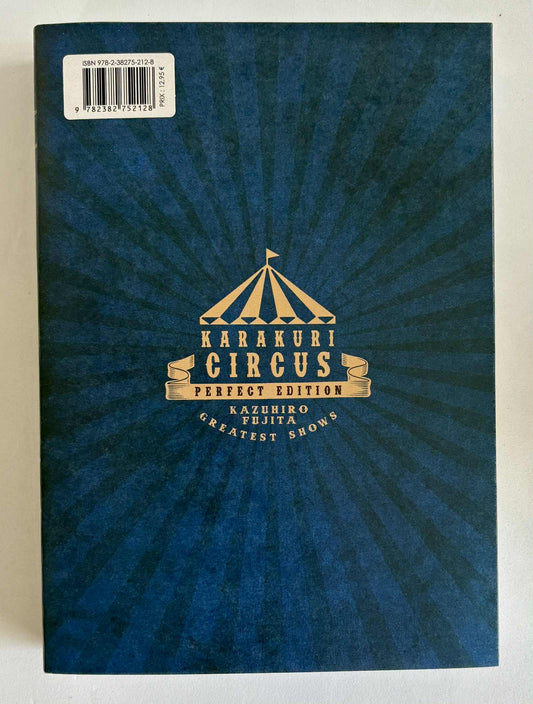 ISBN 978-2-38275-212-8
PRIX : 12,95 €
9 782382 752128
KARAKURI
CIRCUS
PERFECT EDITION
KAZUHIRO
FUJITA
GREATEST SHOWS